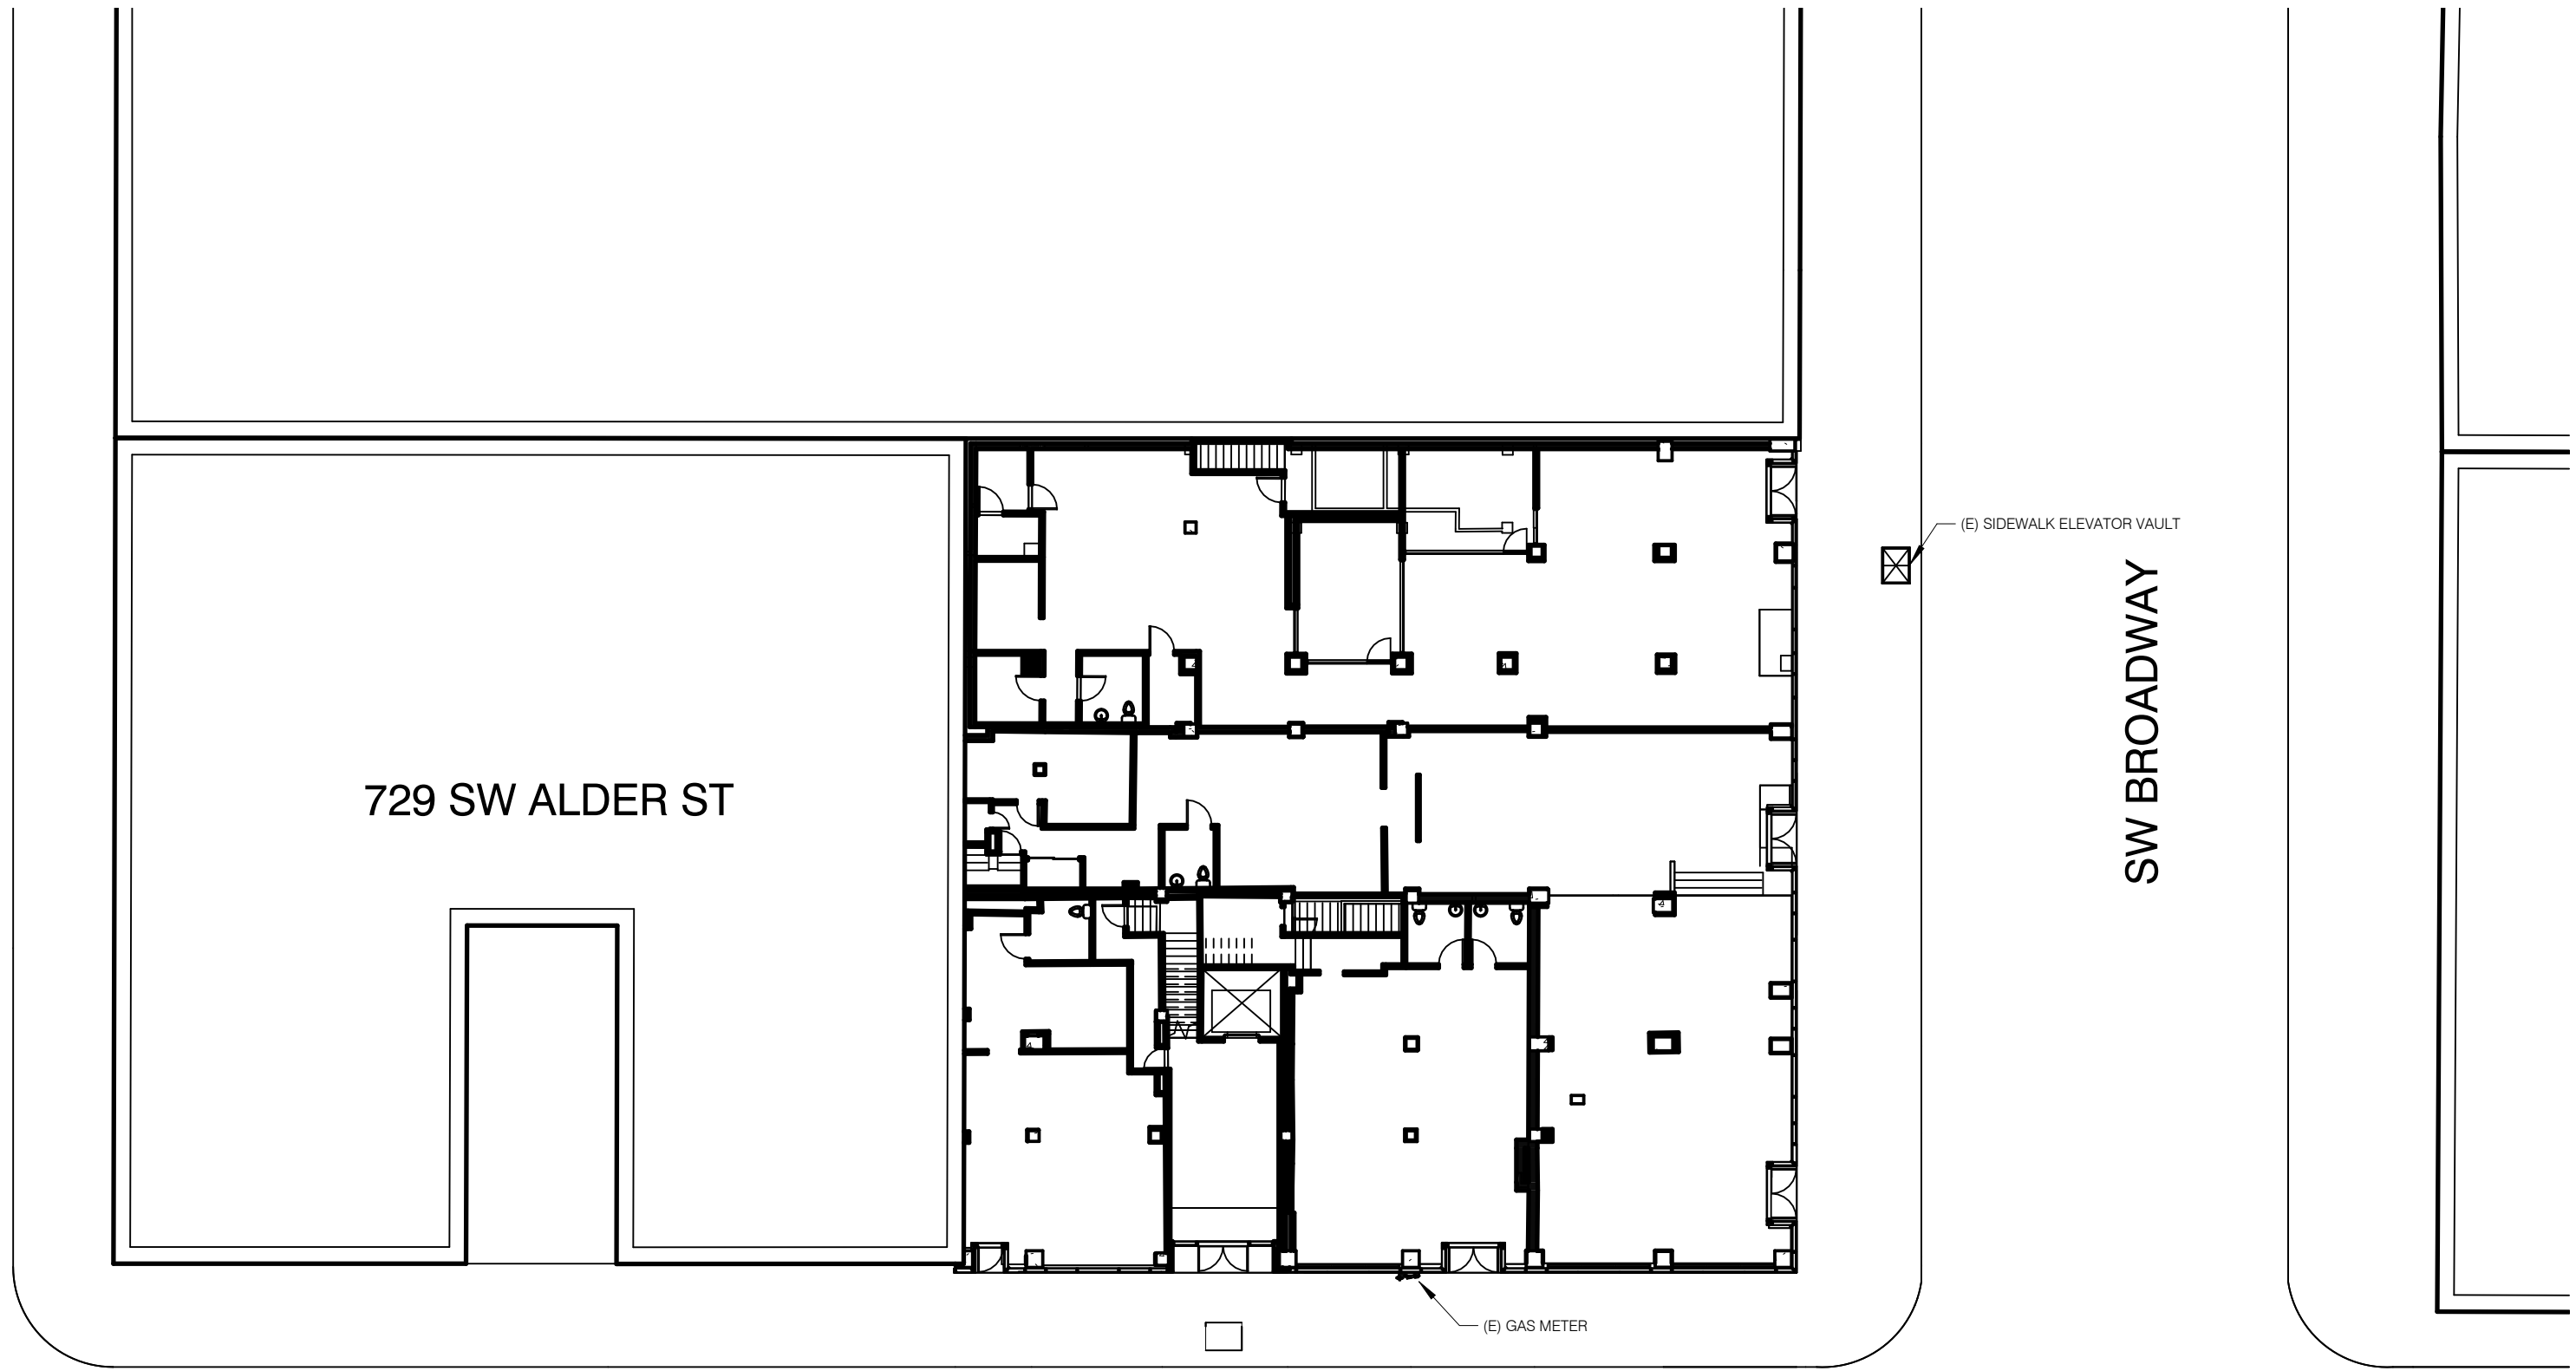 (E) SIDEWALK ELEVATOR VAULT
SW BROADWAY
729 SW ALDER ST
(E) GAS METER